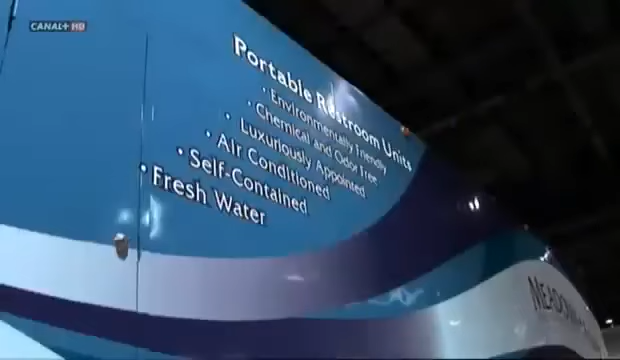 CANAL+ HD
Portable Restroom Units
• Environmentally Friendly
• Chemical and Odor Free
• Luxuriously Appointed
• Air Conditioned
• Self-Contained
• Fresh Water